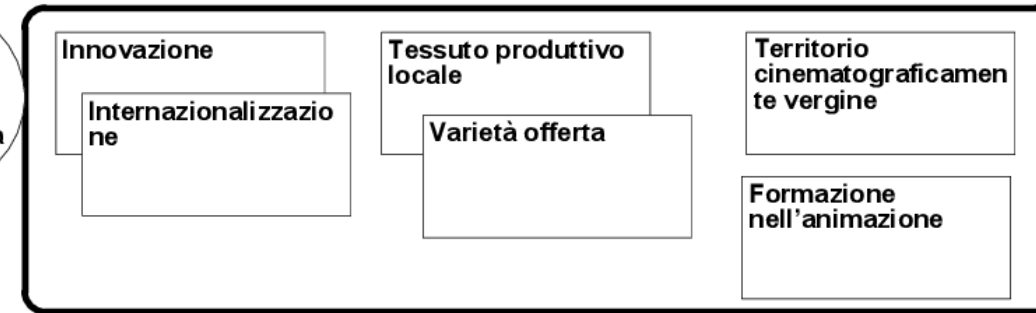 Innovazione
Internazionalizzazio
ne
Tessuto produttivo
locale
Varietà offerta
Territorio
cinematograficamen
te vergine
Formazione
nell’animazione